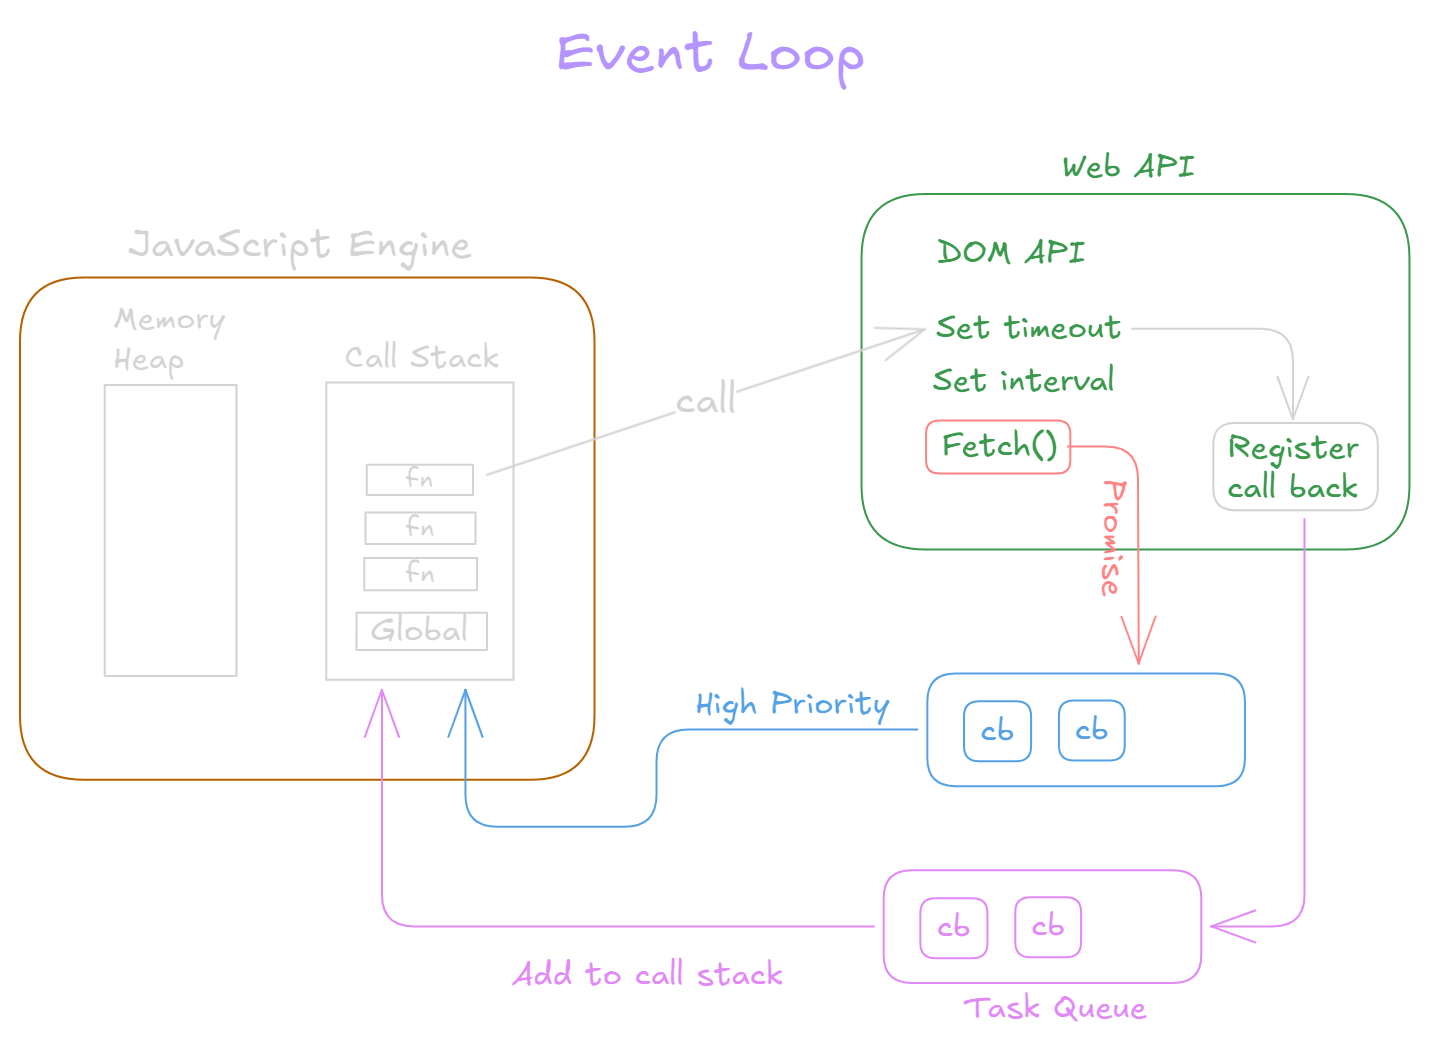 Event Loop
Web API
JavaScript Engine
DOM API
Memory
Heap
Call Stack
Set timeout
call
Set interval
Fetch()
Register
call back
fn
fn
fn
Global
Promise
High Priority
cb
cb
cb
cb
Add to call stack
Task Queue